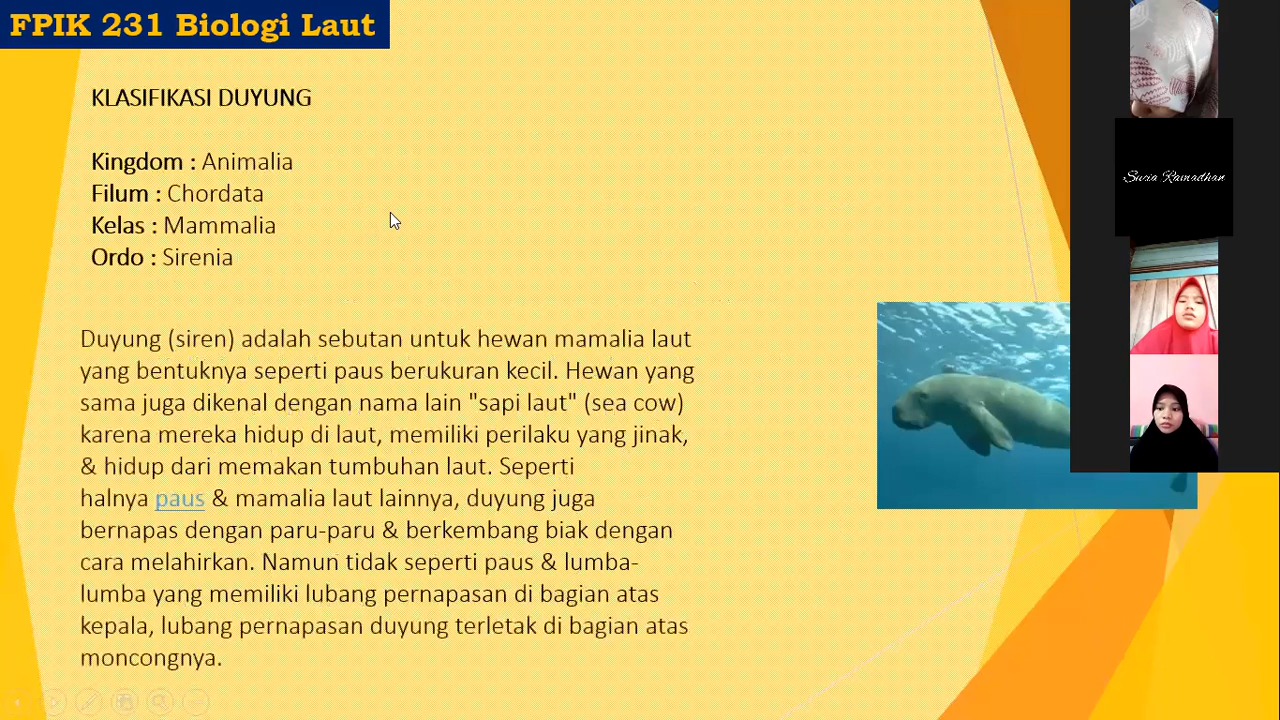 FPIK 231 Biologi Laut
KLASIFIKASI DUYUNG
Kingdom : Animalia
Filum : Chordata
Kelas : Mammalia
Ordo : Sirenia
Duyung (siren) adalah sebutan untuk hewan mamalia laut
yang bentuknya seperti paus berukuran kecil. Hewan yang
sama juga dikenal dengan nama lain "sapi laut" (sea cow)
karena mereka hidup di laut, memiliki perilaku yang jinak,
& hidup dari memakan tumbuhan laut. Seperti
halnya paus & mamalia laut lainnya, duyung juga
bernapas dengan paru-paru & berkembang biak dengan
cara melahirkan. Namun tidak seperti paus & lumba-
lumba yang memiliki lubang pernapasan di bagian atas
kepala, lubang pernapasan duyung terletak di bagian atas
moncongnya.
Sucia Ramadhan